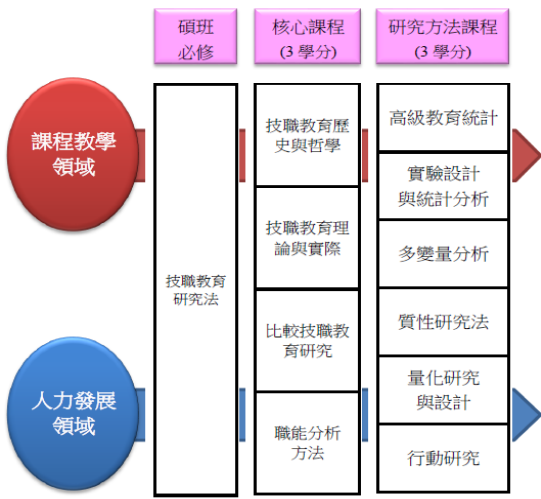 碩班
必修
核心課程
(3 學分)
研究方法課程
(3 學分)
課程教學
領域
人力發展
領域
技職教育
研究法
技職教育歷
史與哲學
技職教育理
論與實際
比較技職教
育研究
職能分析
方法
高級教育統計
實驗設計
與統計分析
多變量分析
質性研究法
量化研究
與設計
行動研究